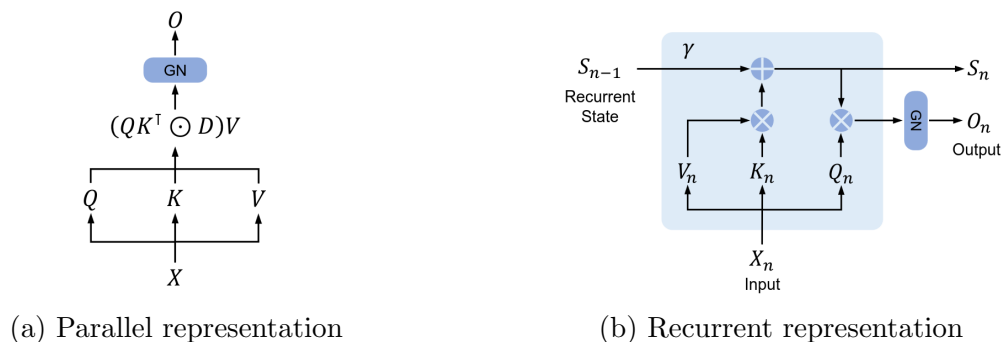 O
GN
(QK⊺ ⊙ D)V
Q K V
X
(a) Parallel representation
γ
S_{n−1}
Recurrent
State
S_n
GN
O_n
Output
V_n K_n Q_n
X_n
Input
(b) Recurrent representation